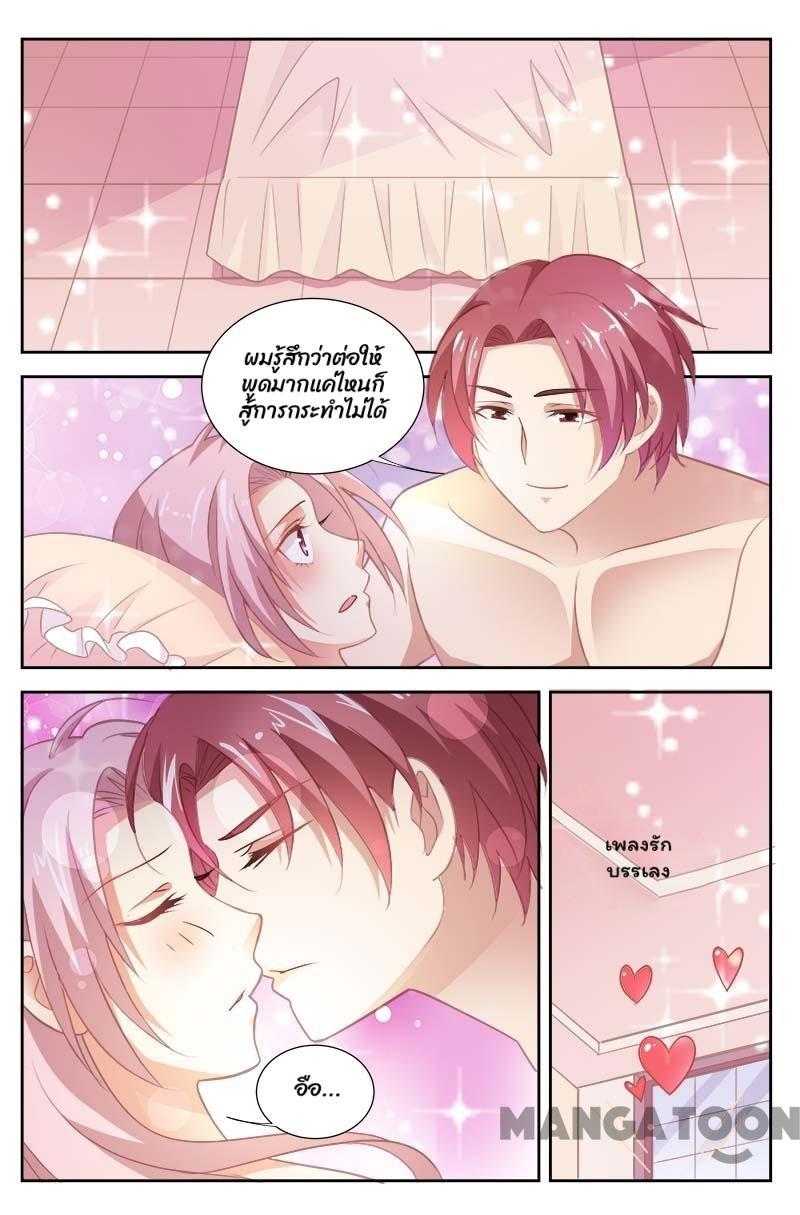 ผมรู้สึกว่าต่อให้
พูดมากแค่ไหนก็
สู้การกระทำไม่ได้
เพลงรัก
บรรเลง
อือ...
MANGATOON